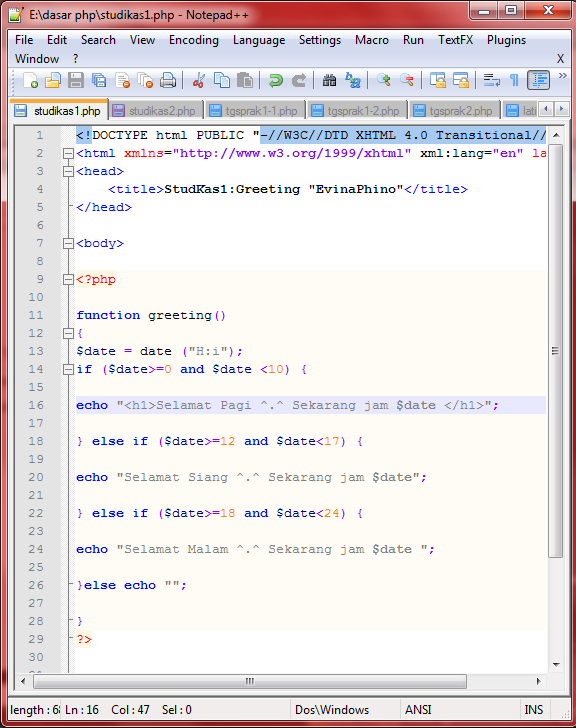 E:\dasar php\studikas1.php - Notepad++
File Edit Search View Encoding Language Settings Macro Run TextFX Plugins
Window ? X
studikas1.php studikas2.php tgsprak1-1.php tgsprak1-2.php tgsprak2.php lati
1 <!DOCTYPE html PUBLIC "-//W3C//DTD XHTML 4.0 Transitional//
2 <html xmlns="http://www.w3.org/1999/xhtml" xml:lang="en" la
3 <head>
4 <title>StudKas1:Greeting "EvinaPhino"</title>
5 </head>
6
7 <body>
8
9 <?php
10
11 function greeting()
12 {
13 $date = date ("H:i");
14 if ($date>=0 and $date <10) {
15
16 echo "<h1>Selamat Pagi ^.^ Sekarang jam $date </h1>";
17
18 } else if ($date>=12 and $date<17) {
19
20 echo "Selamat Siang ^.^ Sekarang jam $date";
21
22 } else if ($date>=18 and $date<24) {
23
24 echo "Selamat Malam ^.^ Sekarang jam $date ";
25
26 }else echo "";
27
28 }
29 ?>
30
length : 68 Ln : 16 Col : 47 Sel : 0 Dos\Windows ANSI INS